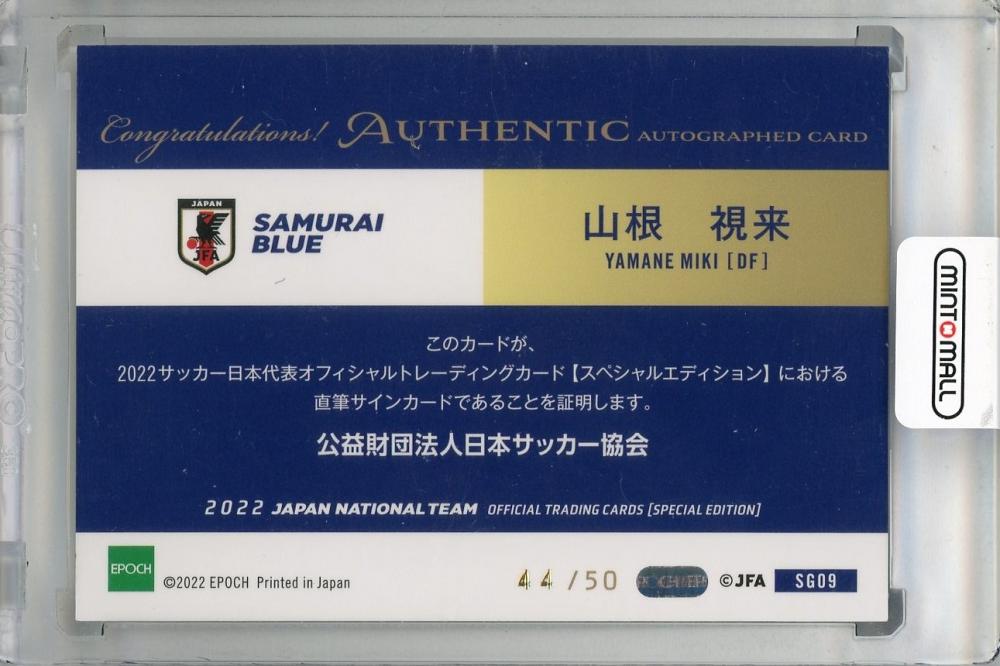 Congratulations! AUTHENTIC AUTOGRAPHED CARD
JAPAN
JFA
SAMURAI
BLUE
山根 視来
YAMANE MIKI [DF]
MINT MALL
このカードが、
2022サッカー日本代表オフィシャルトレーディングカード【スペシャルエディション】における
直筆サインカードであることを証明します。
公益財団法人日本サッカー協会
2022 JAPAN NATIONAL TEAM OFFICIAL TRADING CARDS [SPECIAL EDITION]
EPOCH
©2022 EPOCH Printed in Japan
44/50
©JFA
SG09